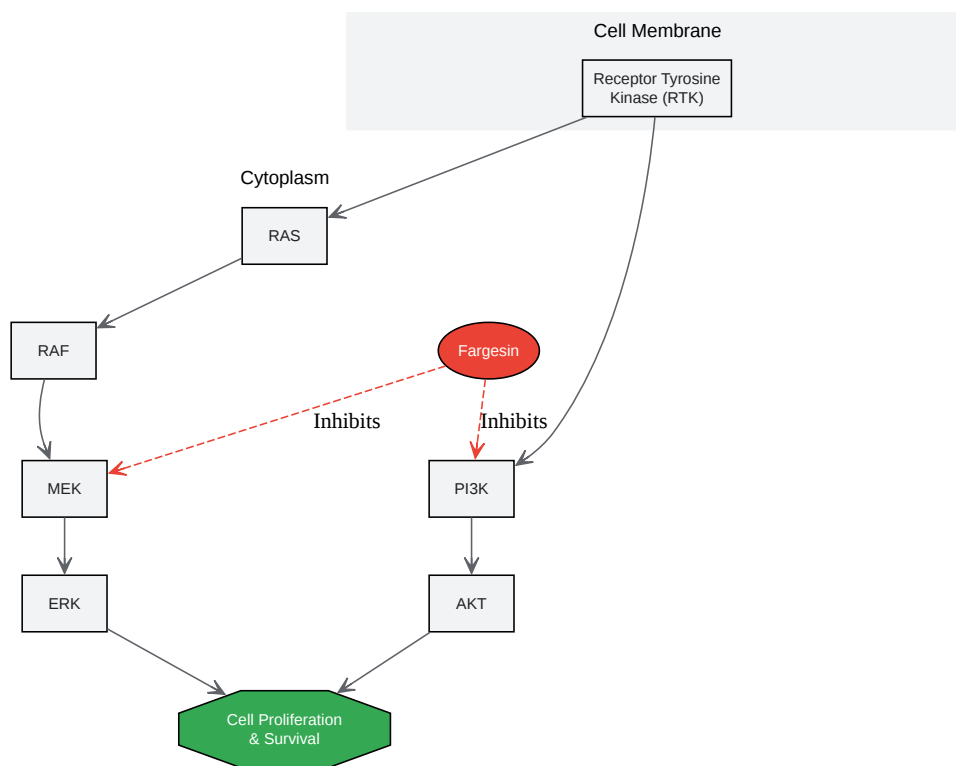 Cell Membrane
Receptor Tyrosine
Kinase (RTK)
Cytoplasm
RAS
RAF
Fargesin
Inhibits
Inhibits
MEK
PI3K
ERK
AKT
Cell Proliferation
& Survival